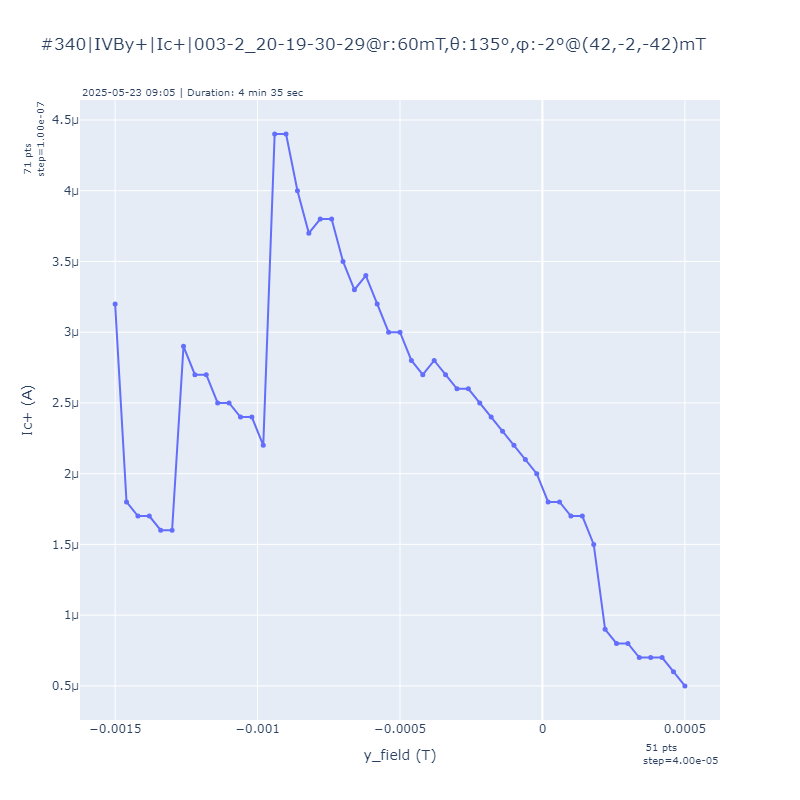 #340|IVBy+|Ic+|003-2_20-19-30-29@r:60mT,θ:135°,φ:-2°@(42,-2,-42)mT
2025-05-23 09:05 | Duration: 4 min 35 sec
71 pts
step=1.00e-07
4.5μ
4μ
3.5μ
3μ
2.5μ
2μ
1.5μ
1μ
0.5μ
Ic+ (A)
−0.0015
−0.001
−0.0005
0
0.0005
y_field (T)
51 pts
step=4.00e-05